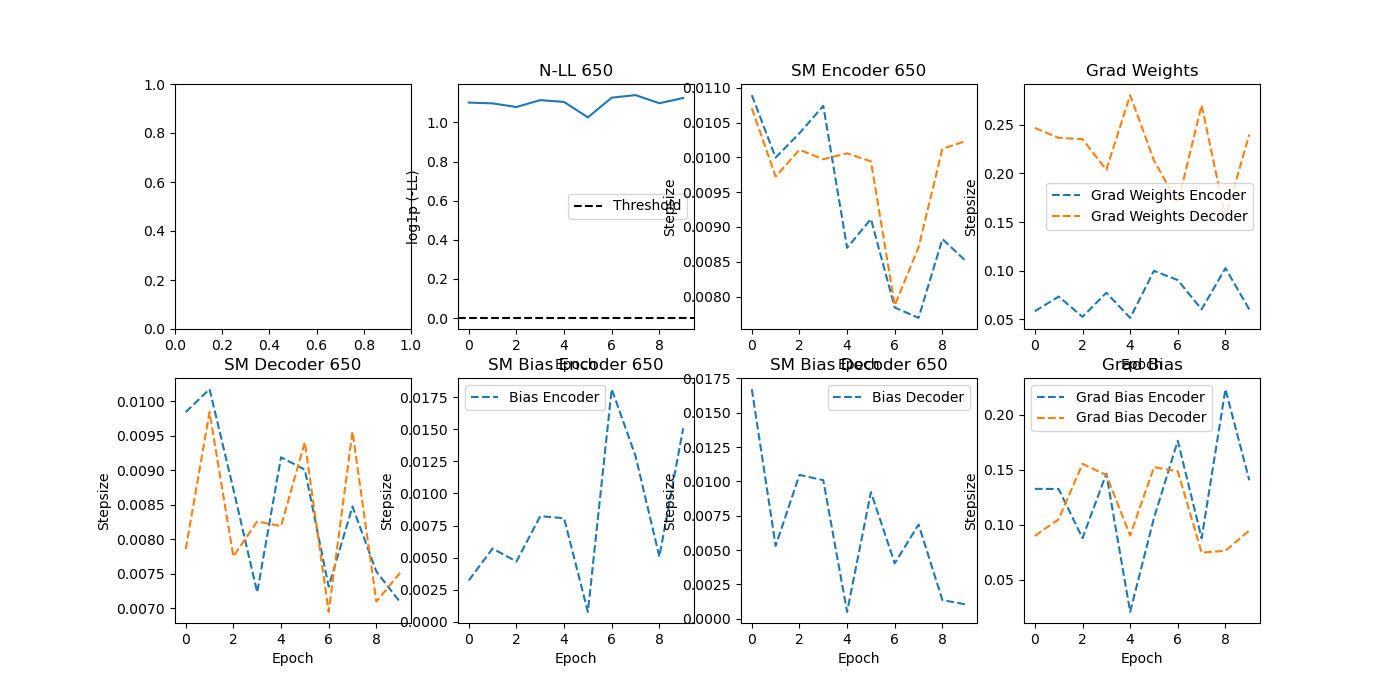 N-LL 650
SM Encoder 650
Grad Weights
1.0
0.8
0.6
0.4
0.2
0.0
0.0 0.2 0.4 0.6 0.8 1.0
log1p (-LL)
1.0
0.8
0.6
0.4
0.2
0.0
Threshold
0 2 4 6 8
Epoch
Stepsize
0.0110
0.0105
0.0100
0.0095
0.0090
0.0085
0.0080
0 2 4 6 8
Epoch
Stepsize
0.25
0.20
0.15
0.10
0.05
Grad Weights Encoder
Grad Weights Decoder
0 2 4 6 8
Epoch
SM Decoder 650
SM Bias Encoder 650
SM Bias Decoder 650
Grad Bias
Stepsize
0.0100
0.0095
0.0090
0.0085
0.0080
0.0075
0.0070
0 2 4 6 8
Epoch
Stepsize
0.0175
0.0150
0.0125
0.0100
0.0075
0.0050
0.0025
0.0000
Bias Encoder
0 2 4 6 8
Epoch
Stepsize
0.0175
0.0150
0.0125
0.0100
0.0075
0.0050
0.0025
0.0000
Bias Decoder
0 2 4 6 8
Epoch
Stepsize
0.20
0.15
0.10
0.05
Grad Bias Encoder
Grad Bias Decoder
0 2 4 6 8
Epoch